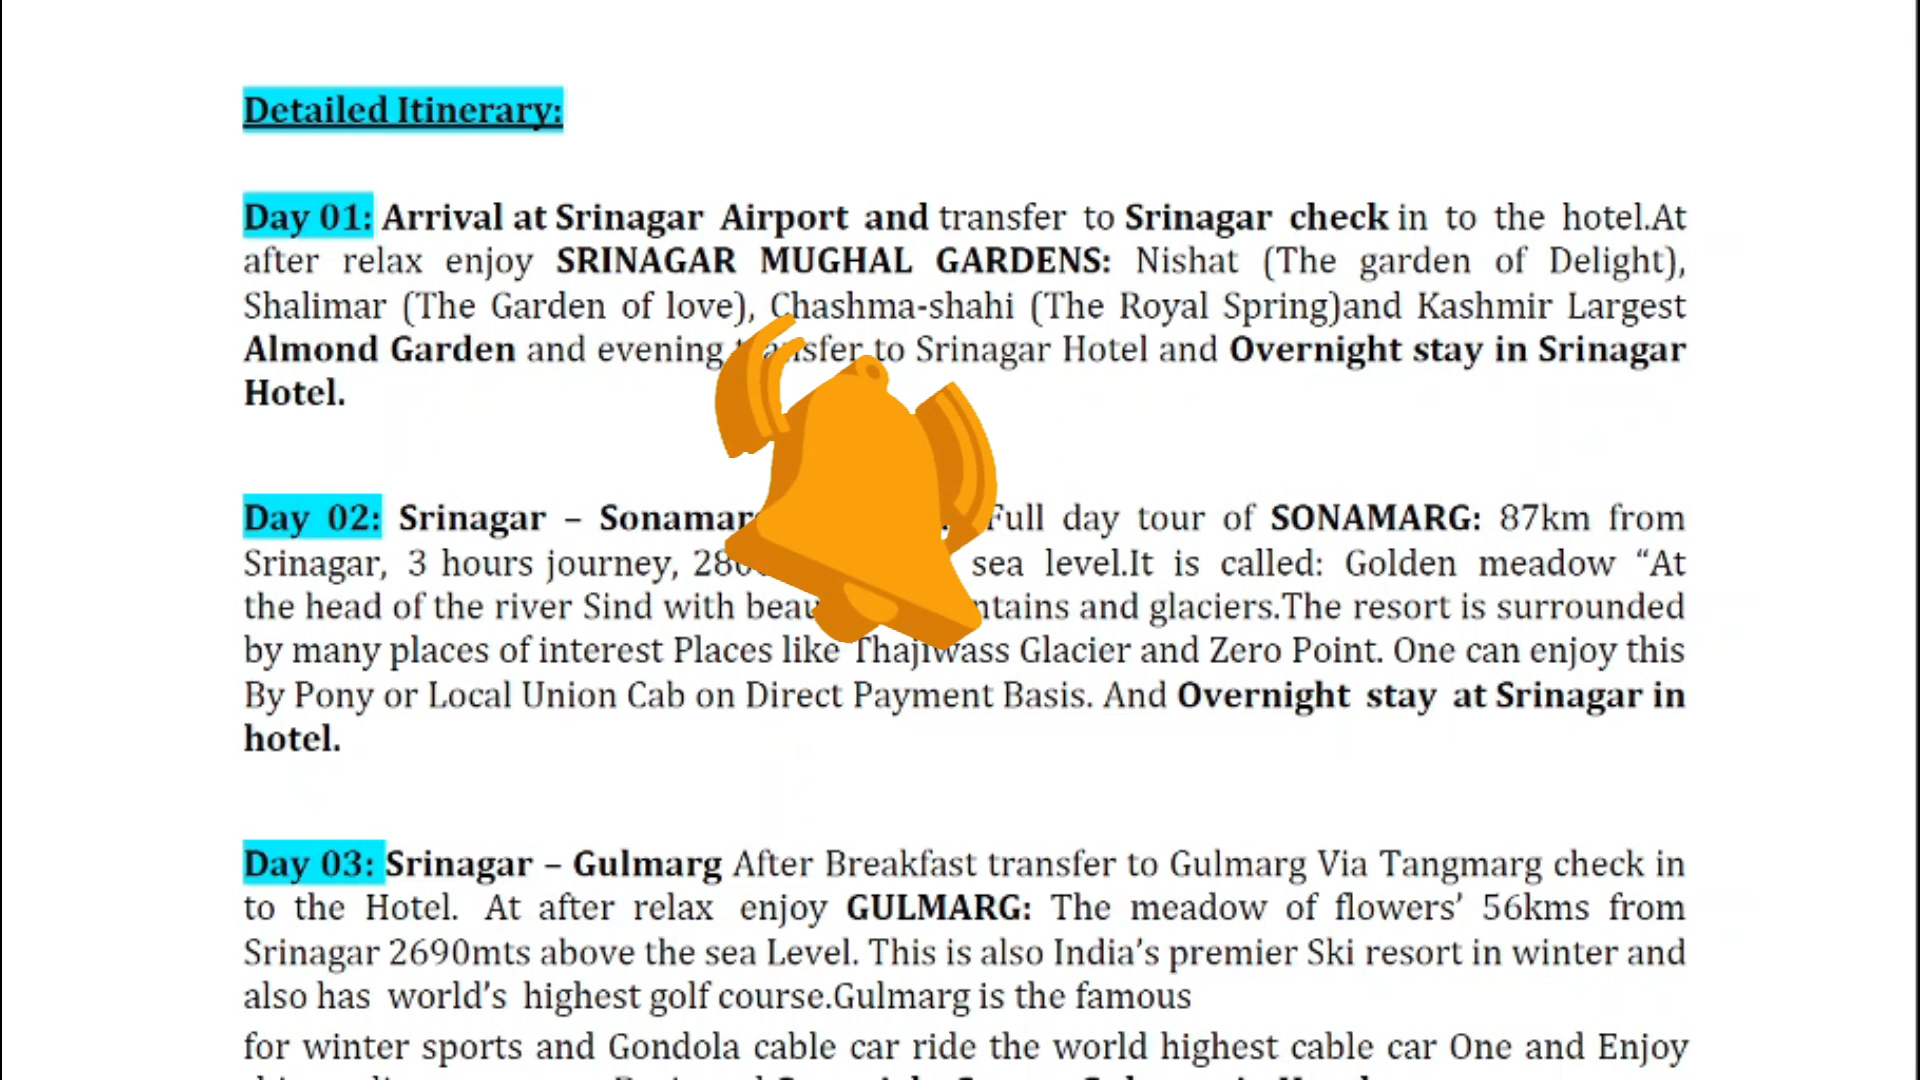 Detailed Itinerary:
Day 01: Arrival at Srinagar Airport and transfer to Srinagar check in to the hotel.At
after relax enjoy SRINAGAR MUGHAL GARDENS: Nishat (The garden of Delight),
Shalimar (The Garden of love), Chashma-shahi (The Royal Spring)and Kashmir Largest
Almond Garden and evening transfer to Srinagar Hotel and Overnight stay in Srinagar
Hotel.
Day 02: Srinagar – Sonamarg Full day tour of SONAMARG: 87km from
Srinagar, 3 hours journey, sea level.It is called: Golden meadow “At
the head of the river Sind with and glaciers.The resort is surrounded
by many places of interest Places like Thajiwass Glacier and Zero Point. One can enjoy this
By Pony or Local Union Cab on Direct Payment Basis. And Overnight stay at Srinagar in
hotel.
Day 03: Srinagar – Gulmarg After Breakfast transfer to Gulmarg Via Tangmarg check in
to the Hotel. At after relax enjoy GULMARG: The meadow of flowers’ 56kms from
Srinagar 2690mts above the sea Level. This is also India’s premier Ski resort in winter and
also has world’s highest golf course.Gulmarg is the famous
for winter sports and Gondola cable car ride the world highest cable car One and Enjoy